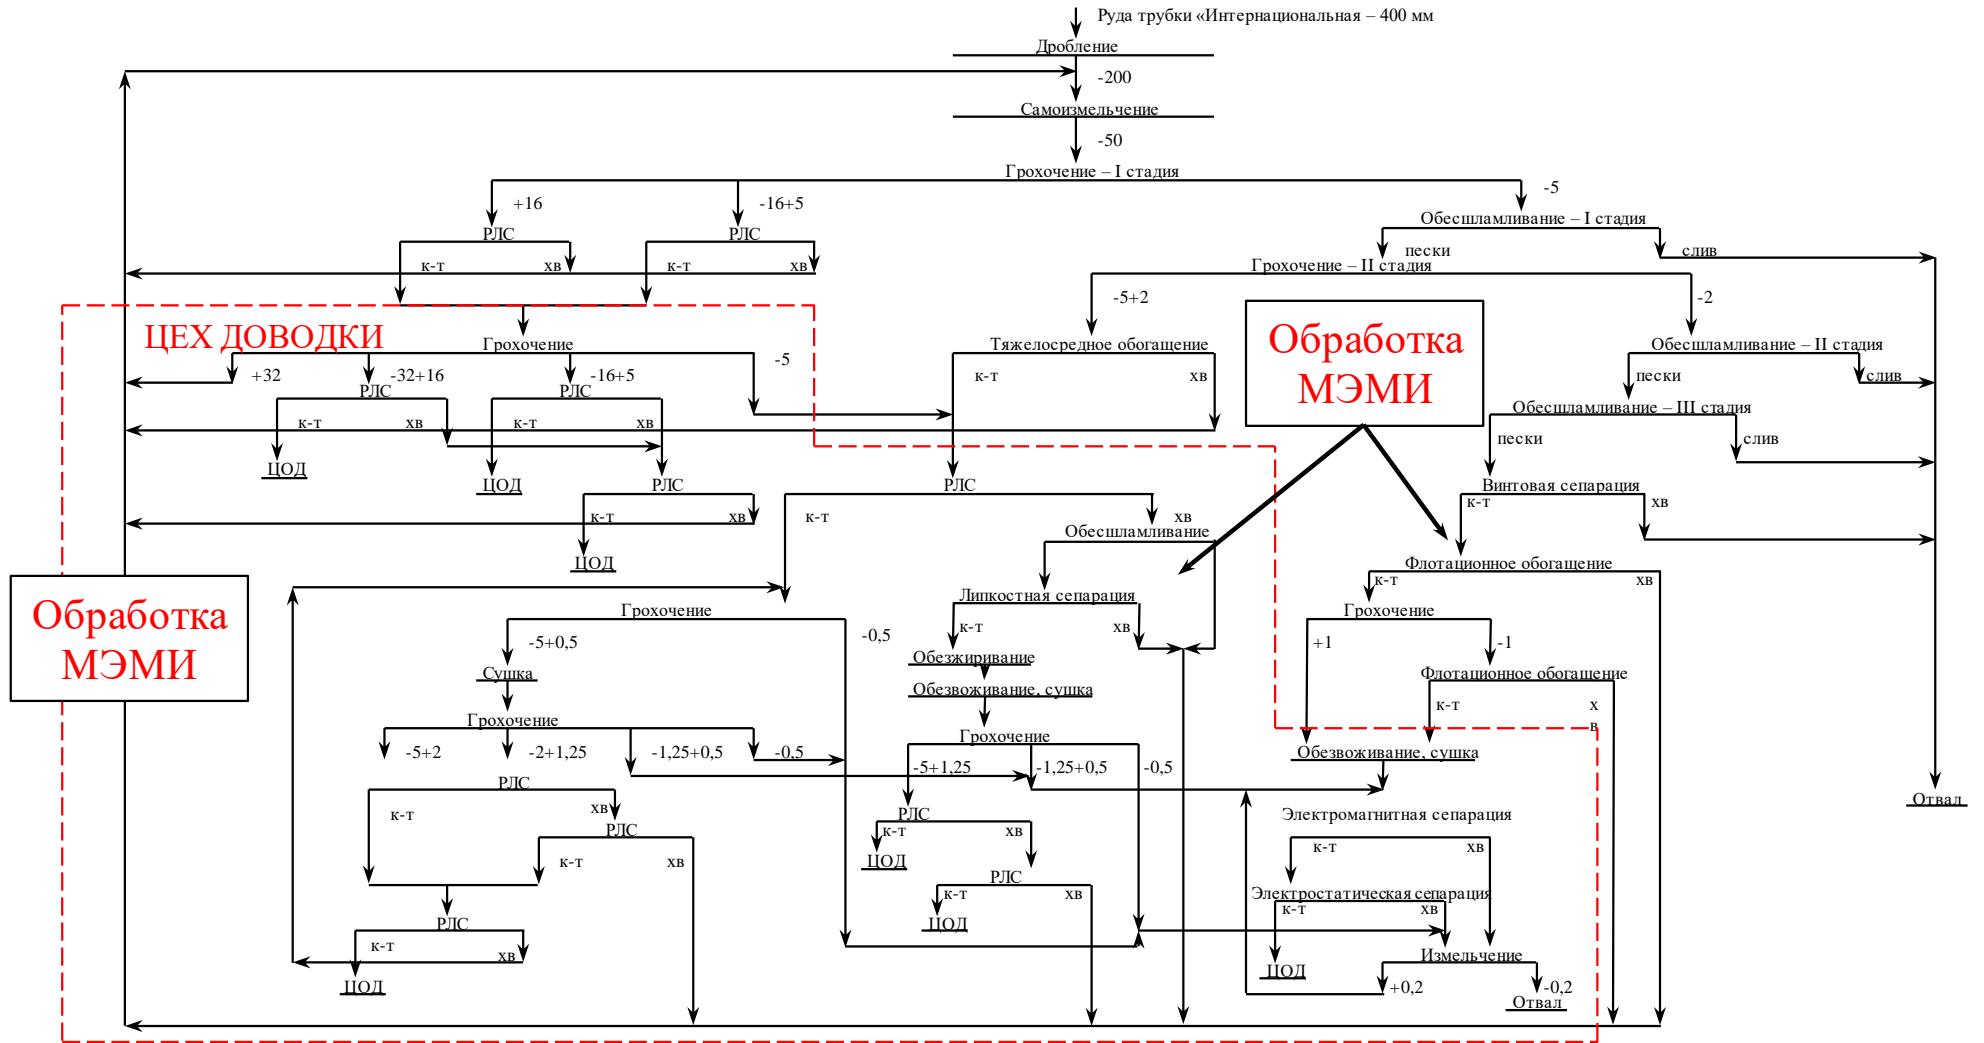 Руда трубки «Интернациональная – 400 мм
Дробление
-200
Самоизмельчение
-50
Грохочение – I стадия
+16
-16+5
-5
РЛС
РЛС
Обесшламливание – I стадия
к-т
хв
к-т
хв
пески
слив
Грохочение – II стадия
-5+2
-2
ЦЕХ ДОВОДКИ
Обработка
МЭМИ
Грохочение
Тяжелосредное обогащение
Обесшламливание – II стадия
+32
-32+16
-16+5
-5
к-т
хв
пески
слив
РЛС
РЛС
Обесшламливание – III стадия
к-т
хв
к-т
хв
пески
слив
ЦОД
ЦОД
РЛС
РЛС
Винтовая сепарация
к-т
хв
к-т
хв
к-т
хв
Обесшламливание
ЦОД
Флотационное обогащение
к-т
хв
Обработка
МЭМИ
Грохочение
Липкостная сепарация
Грохочение
-5+0,5
-0,5
к-т
хв
+1
-1
Обезжиривание
Сушка
Флотационное обогащение
Обезвоживание, сушка
к-т
х
в
Грохочение
Грохочение
Обезвоживание, сушка
-5+2
-2+1,25
-1,25+0,5
-0,5
-5+1,25
-1,25+0,5
-0,5
РЛС
Отвал
к-т
хв
РЛС
Электромагнитная сепарация
РЛС
к-т
хв
к-т
хв
к-т
хв
ЦОД
РЛС
Электростатическая сепарация
к-т
хв
к-т
хв
РЛС
ЦОД
к-т
хв
Измельчение
ЦОД
ЦОД
+0,2
-0,2
Отвал